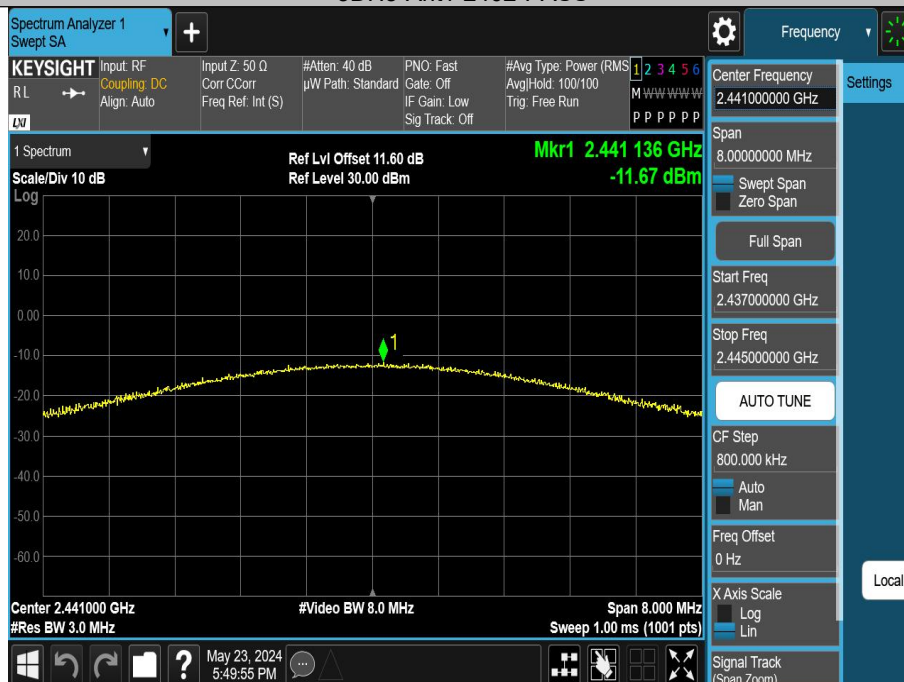 Spectrum Analyzer 1
Swept SA
+
Frequency
KEYSIGHT
R L
LXI
Input: RF
Coupling: DC
Align: Auto
Input Z: 50 Ω
Corr CCorr
Freq Ref: Int (S)
#Atten: 40 dB
µW Path: Standard
PNO: Fast
Gate: Off
IF Gain: Low
Sig Track: Off
#Avg Type: Power (RMS
Avg|Hold: 100/100
Trig: Free Run
1 2 3 4 5 6
M W W W W W
P P P P P P
1 Spectrum
Scale/Div 10 dB
Log
Ref Lvl Offset 11.60 dB
Ref Level 30.00 dBm
Mkr1 2.441 136 GHz
-11.67 dBm
20.0
10.0
0.00
-10.0
-20.0
-30.0
-40.0
-50.0
-60.0
1
Center 2.441000 GHz
#Res BW 3.0 MHz
#Video BW 8.0 MHz
Span 8.000 MHz
Sweep 1.00 ms (1001 pts)
?
May 23, 2024
5:49:55 PM
Center Frequency
2.441000000 GHz
Span
8.00000000 MHz
Swept Span
Zero Span
Full Span
Start Freq
2.437000000 GHz
Stop Freq
2.445000000 GHz
AUTO TUNE
CF Step
800.000 kHz
Auto
Man
Freq Offset
0 Hz
X Axis Scale
Log
Lin
Signal Track
(Span Zoom)
Settings
Local